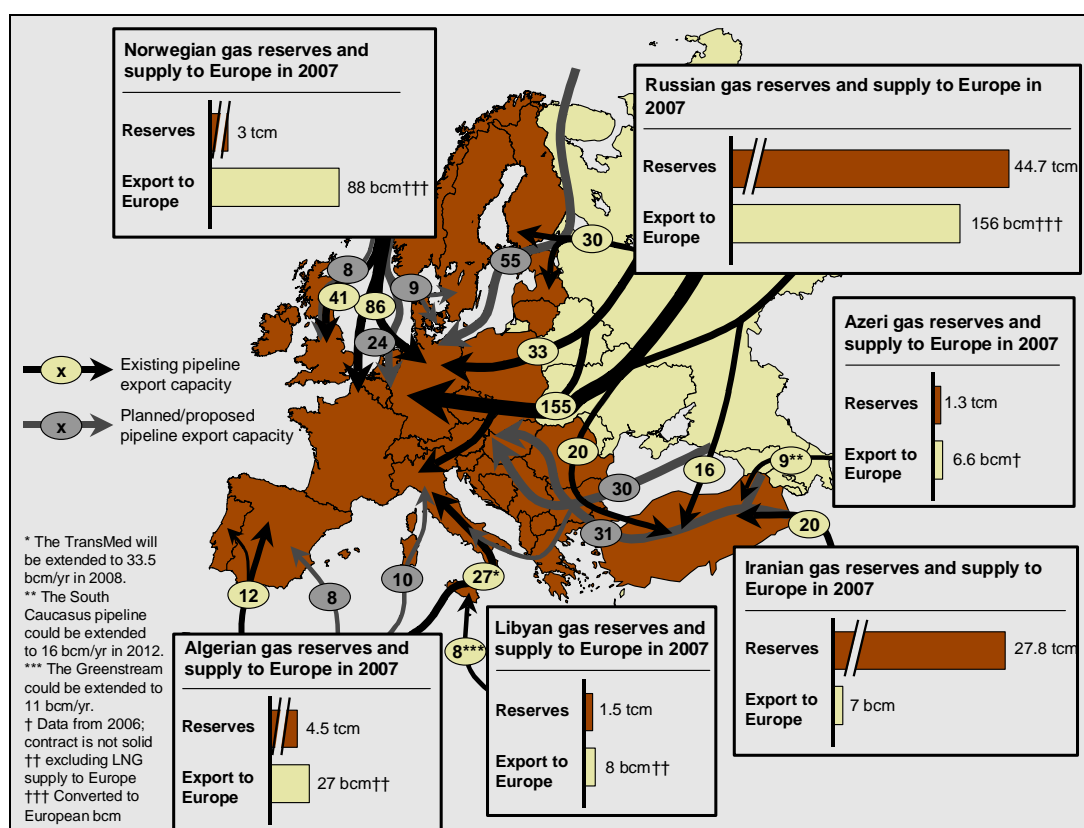 Norwegian gas reserves and
supply to Europe in 2007
Reserves
3 tcm
Export to
Europe
88 bcm†††
Russian gas reserves and supply to Europe in
2007
Reserves
44.7 tcm
Export to
Europe
156 bcm†††
8
41
86
9
24
55
30
33
155
20
16
30
31
9**
20
12
8
10
27*
8***
x
Existing pipeline
export capacity
x
Planned/proposed
pipeline export capacity
Azeri gas reserves and
supply to Europe in 2007
Reserves
1.3 tcm
Export to
Europe
6.6 bcm†
Iranian gas reserves and supply to
Europe in 2007
Reserves
27.8 tcm
Export to
Europe
7 bcm
Libyan gas reserves and
supply to Europe in 2007
Reserves
1.5 tcm
Export to
Europe
8 bcm††
Algerian gas reserves and
supply to Europe in 2007
Reserves
4.5 tcm
Export to
Europe
27 bcm††
* The TransMed will
be extended to 33.5
bcm/yr in 2008.
** The South
Caucasus pipeline
could be extended
to 16 bcm/yr in 2012.
*** The Greenstream
could be extended to
11 bcm/yr.
† Data from 2006;
contract is not solid
†† excluding LNG
supply to Europe
††† Converted to
European bcm